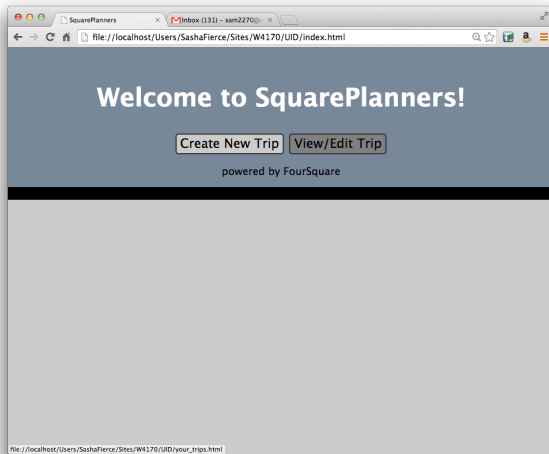 SquarePlanners
Inbox (131) – sam2270@
file://localhost/Users/SashaFierce/Sites/W4170/UID/index.html
Welcome to SquarePlanners!
Create New Trip
View/Edit Trip
powered by FourSquare
file://localhost/Users/SashaFierce/Sites/W4170/UID/your_trips.html